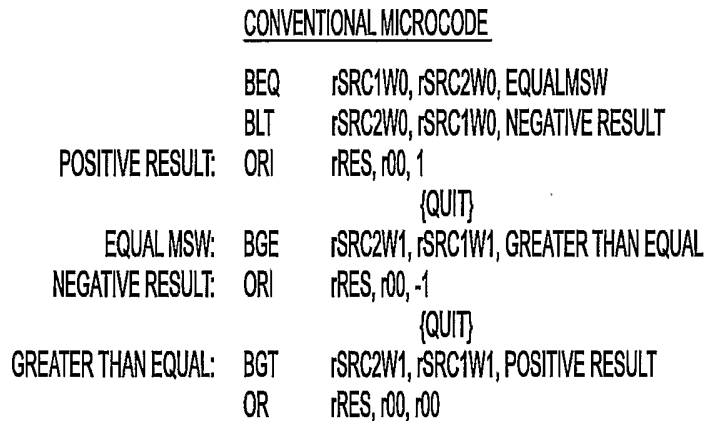 CONVENTIONAL MICROCODE
BEQ rSRC1W0, rSRC2W0, EQUALMSW
BLT rSRC2W0, rSRC1W0, NEGATIVE RESULT
POSITIVE RESULT: ORI rRES, r00, 1
{QUIT}
EQUAL MSW: BGE rSRC2W1, rSRC1W1, GREATER THAN EQUAL
NEGATIVE RESULT: ORI rRES, r00, -1
{QUIT}
GREATER THAN EQUAL: BGT rSRC2W1, rSRC1W1, POSITIVE RESULT
OR rRES, r00, r00